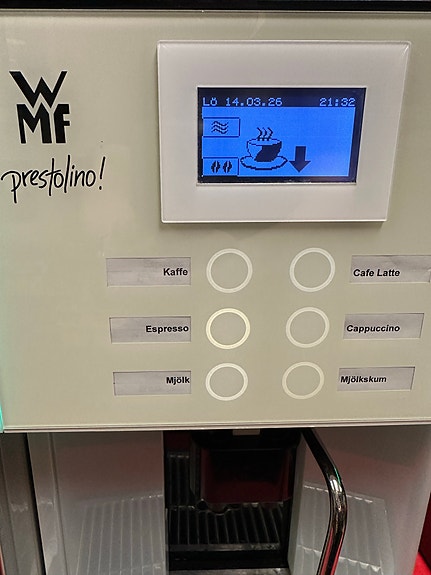 WMF
prestolino!
Lö 14.03.26 21:32
Kaffe
Cafe Latte
Espresso
Cappuccino
Mjölk
Mjölkskum